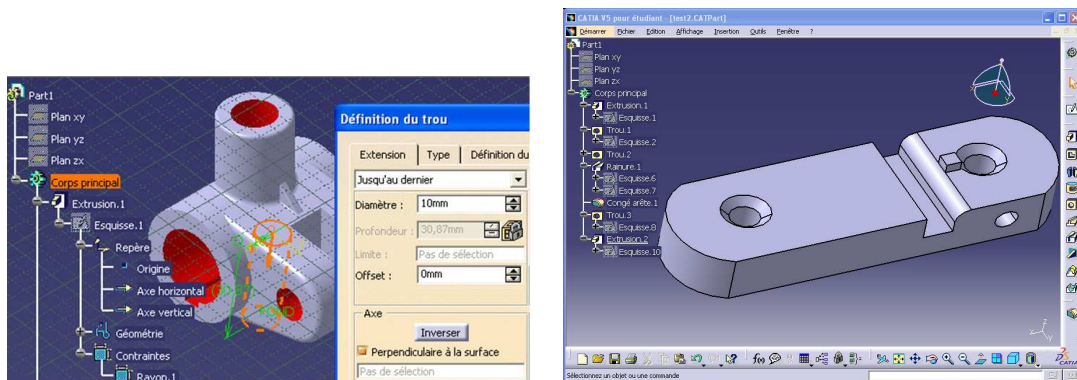 Part1
Plan xy
Plan yz
Plan zx
Corps principal
Extrusion.1
Esquisse.1
Repère
Origine
Axe horizontal
Axe vertical
Géométrie
Contraintes
Rayon.1
Définition du trou
Extension Type Définition du
Jusqu'au dernier
Diamètre : 10mm
Profondeur : 30,87mm
Limite : Pas de sélection
Offset : 0mm
Axe
Inverser
Perpendiculaire à la surface
Pas de sélection
CATIA V5 pour étudiant - [test2.CATPart]
Démarrer Fichier Edition Affichage Insertion Outils Fenêtre ?
Part1
Plan xy
Plan yz
Plan zx
Corps principal
Extrusion.1
Esquisse.1
Trou.1
Esquisse.2
Trou.2
Rainure.1
Esquisse.6
Esquisse.7
Congé arête.1
Trou.3
Esquisse.8
Extrusion.2
Esquisse.10
f(x)
CATIA
Sélectionnez un objet ou une commande